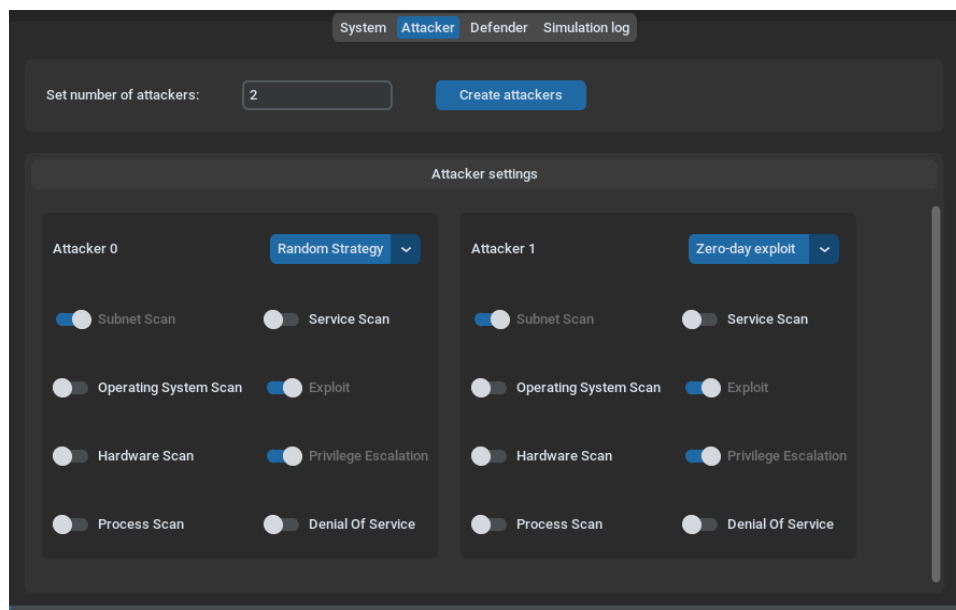 System Attacker Defender Simulation log
Set number of attackers: 2 Create attackers
Attacker settings
Attacker 0 Random Strategy Attacker 1 Zero-day exploit
Subnet Scan Service Scan Subnet Scan Service Scan
Operating System Scan Exploit Operating System Scan Exploit
Hardware Scan Privilege Escalation Hardware Scan Privilege Escalation
Process Scan Denial Of Service Process Scan Denial Of Service